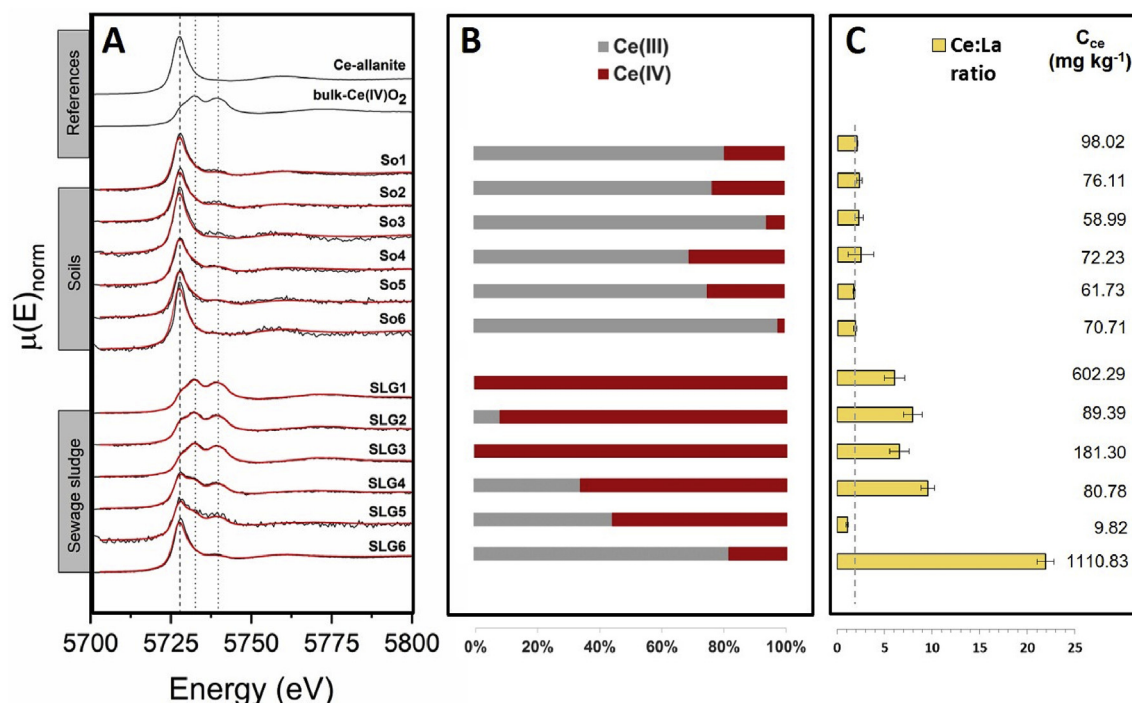 A
References
Ce-allanite
bulk-Ce(IV)O2
Soils
So1
So2
So3
So4
So5
So6
Sewage sludge
SLG1
SLG2
SLG3
SLG4
SLG5
SLG6
μ(E)norm
5700 5725 5750 5775 5800
Energy (eV)
B
Ce(III)
Ce(IV)
0% 20% 40% 60% 80% 100%
C
Ce:La
ratio
Cce
(mg kg-1)
98.02
76.11
58.99
72.23
61.73
70.71
602.29
89.39
181.30
80.78
9.82
1110.83
0 5 10 15 20 25